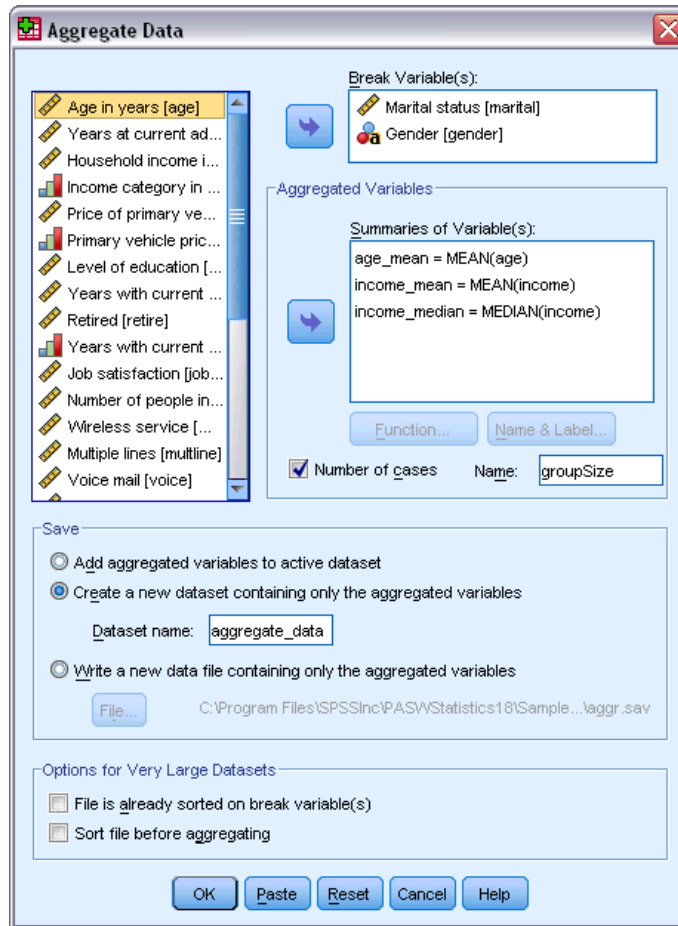 Aggregate Data
Age in years [age]
Years at current ad...
Household income i...
Income category in ...
Price of primary ve...
Primary vehicle pric...
Level of education [...
Years with current ...
Retired [retire]
Years with current ...
Job satisfaction [job...
Number of people in...
Wireless service [...
Multiple lines [multline]
Voice mail [voice]
Break Variable(s):
Marital status [marital]
Gender [gender]
Aggregated Variables
Summaries of Variable(s):
age_mean = MEAN(age)
income_mean = MEAN(income)
income_median = MEDIAN(income)
Function...
Name & Label...
Number of cases
Name:
groupSize
Save
Add aggregated variables to active dataset
Create a new dataset containing only the aggregated variables
Dataset name:
aggregate_data
Write a new data file containing only the aggregated variables
File...
C:\Program Files\SPSSInc\PASWStatistics18\Sample...\aggr.sav
Options for Very Large Datasets
File is already sorted on break variable(s)
Sort file before aggregating
OK
Paste
Reset
Cancel
Help